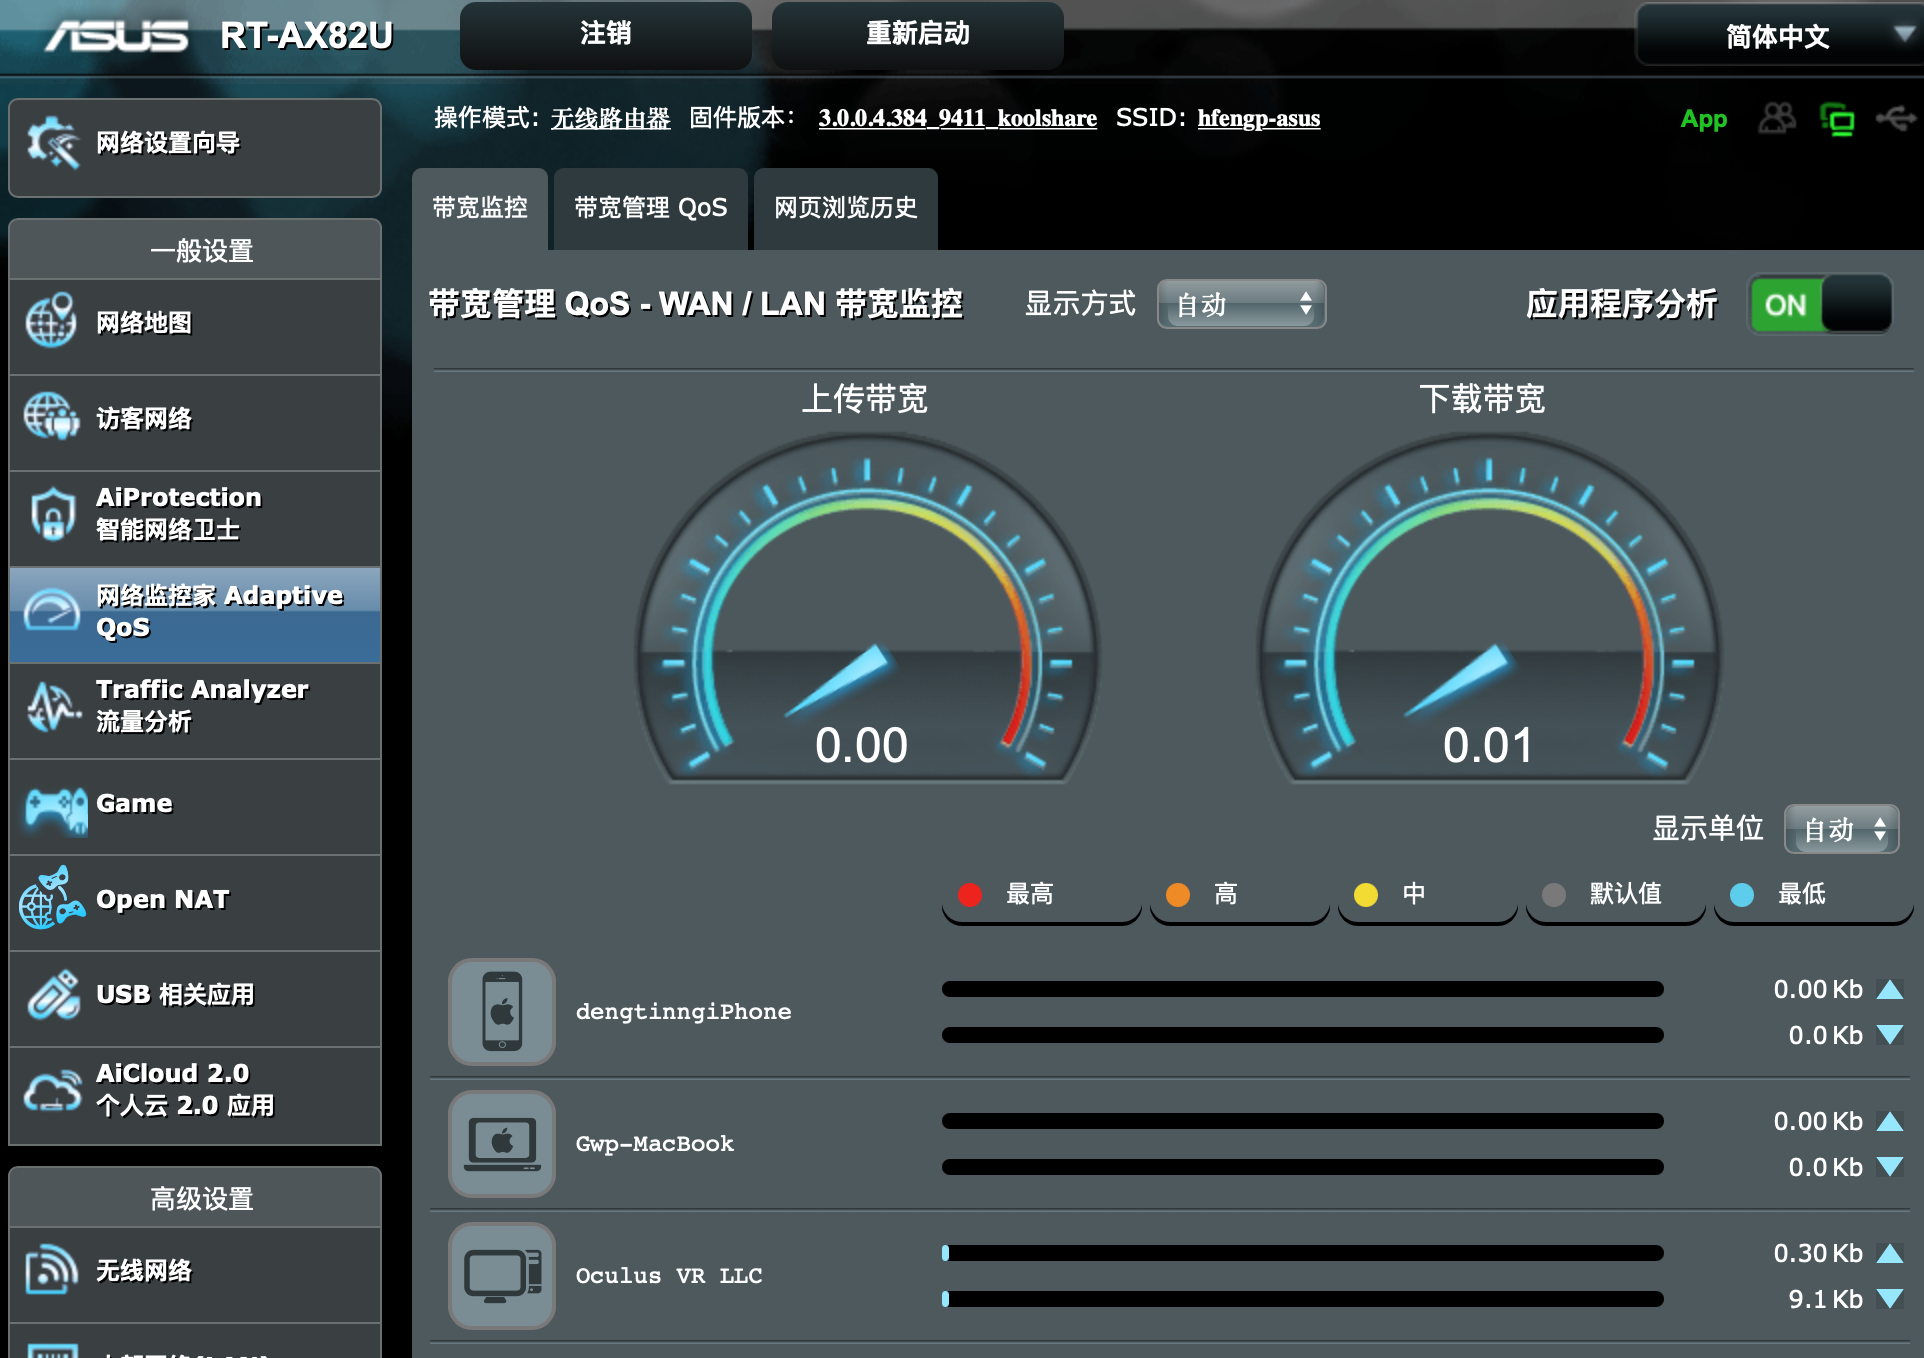 ASUS RT-AX82U 注销 重新启动 简体中文
操作模式: 无线路由器 固件版本: 3.0.0.4.384_9411_koolshare SSID: hfengp-asus App
网络设置向导
一般设置
网络地图
访客网络
AiProtection
智能网络卫士
网络监控家 Adaptive
QoS
Traffic Analyzer
流量分析
Game
Open NAT
USB 相关应用
AiCloud 2.0
个人云 2.0 应用
高级设置
无线网络
带宽监控 带宽管理 QoS 网页浏览历史
带宽管理 QoS - WAN / LAN 带宽监控 显示方式 自动 应用程序分析 ON
上传带宽 下载带宽
0.00 0.01
显示单位 自动
最高 高 中 默认值 最低
dengtinngiPhone 0.00 Kb
0.0 Kb
Gwp-MacBook 0.00 Kb
0.0 Kb
Oculus VR LLC 0.30 Kb
9.1 Kb